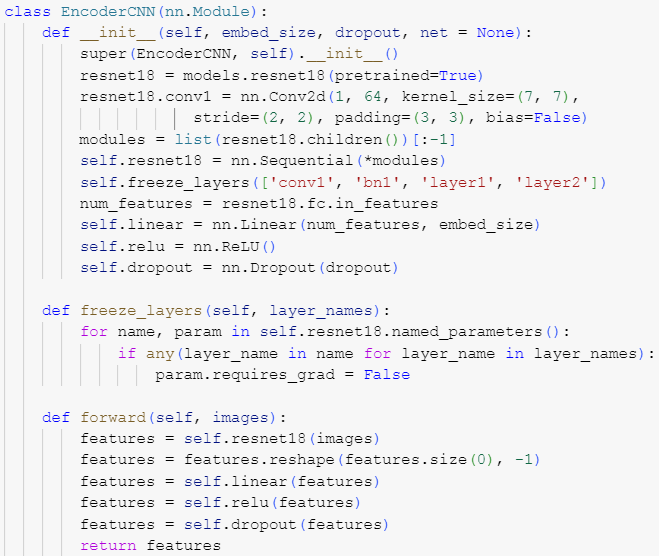 class EncoderCNN(nn.Module):
    def __init__(self, embed_size, dropout, net = None):
        super(EncoderCNN, self).__init__()
        resnet18 = models.resnet18(pretrained=True)
        resnet18.conv1 = nn.Conv2d(1, 64, kernel_size=(7, 7),
                    stride=(2, 2), padding=(3, 3), bias=False)
        modules = list(resnet18.children())[:-1]
        self.resnet18 = nn.Sequential(*modules)
        self.freeze_layers(['conv1', 'bn1', 'layer1', 'layer2'])
        num_features = resnet18.fc.in_features
        self.linear = nn.Linear(num_features, embed_size)
        self.relu = nn.ReLU()
        self.dropout = nn.Dropout(dropout)

    def freeze_layers(self, layer_names):
        for name, param in self.resnet18.named_parameters():
            if any(layer_name in name for layer_name in layer_names):
                param.requires_grad = False

    def forward(self, images):
        features = self.resnet18(images)
        features = features.reshape(features.size(0), -1)
        features = self.linear(features)
        features = self.relu(features)
        features = self.dropout(features)
        return features